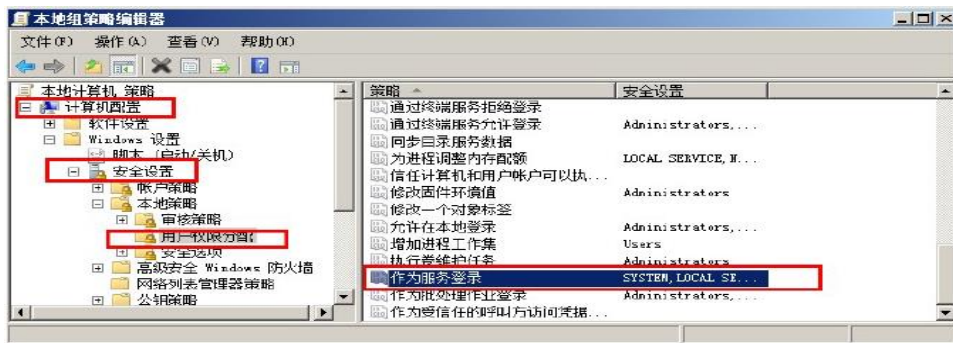 本地组策略编辑器
文件(F) 操作(A) 查看(V) 帮助(H)
本地计算机 策略
计算机配置
软件设置
Windows 设置
脚本 (启动/关机)
安全设置
帐户策略
本地策略
审核策略
用户权限分配
安全选项
高级安全 Windows 防火墙
网络列表管理器策略
公钥策略
策略 安全设置
通过终端服务拒绝登录
通过终端服务允许登录 Administrators,...
同步目录服务数据
为进程调整内存配额 LOCAL SERVICE, N...
信任计算机和用户帐户可以执...
修改固件环境值 Administrators
修改一个对象标签
允许在本地登录 Administrators,...
增加进程工作集 Users
执行卷维护任务 Administrators
作为服务登录 SYSTEM, LOCAL SE...
作为批处理作业登录 Administrators,...
作为受信任的呼叫方访问凭据...